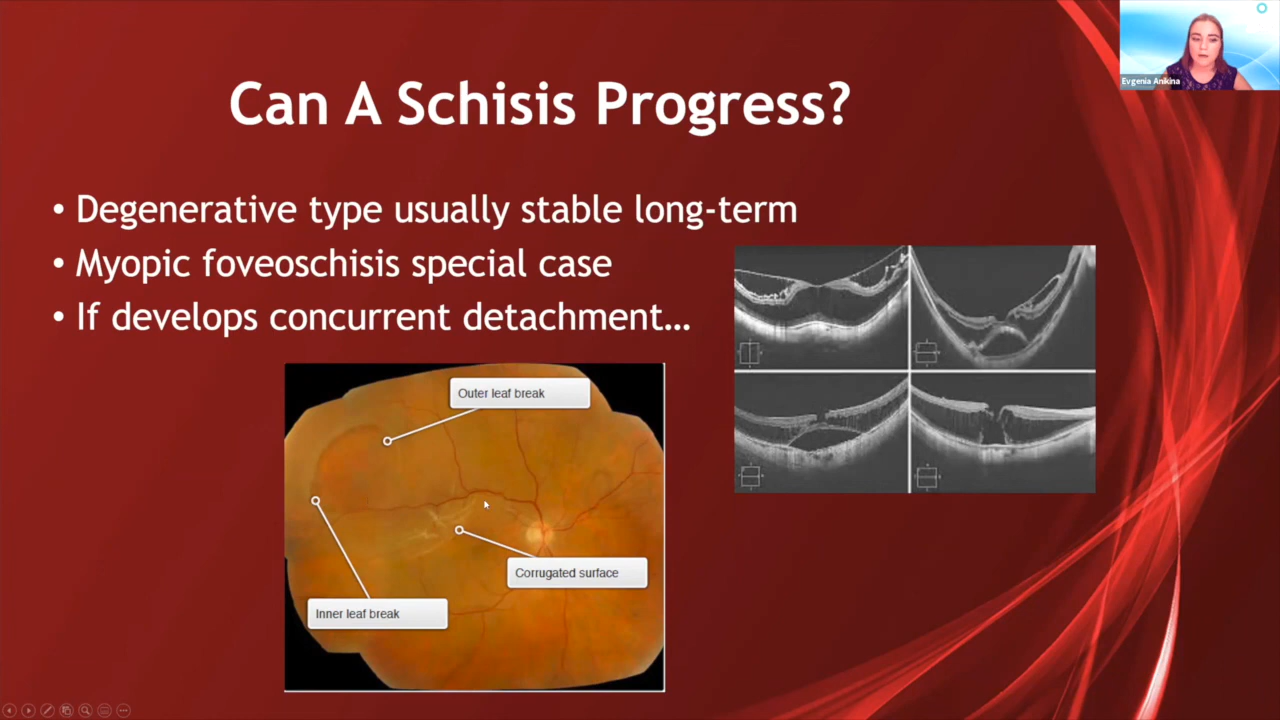 Can A Schisis Progress?
Evgenia Anikina
• Degenerative type usually stable long-term
• Myopic foveoschisis special case
• If develops concurrent detachment…
Outer leaf break
Corrugated surface
Inner leaf break